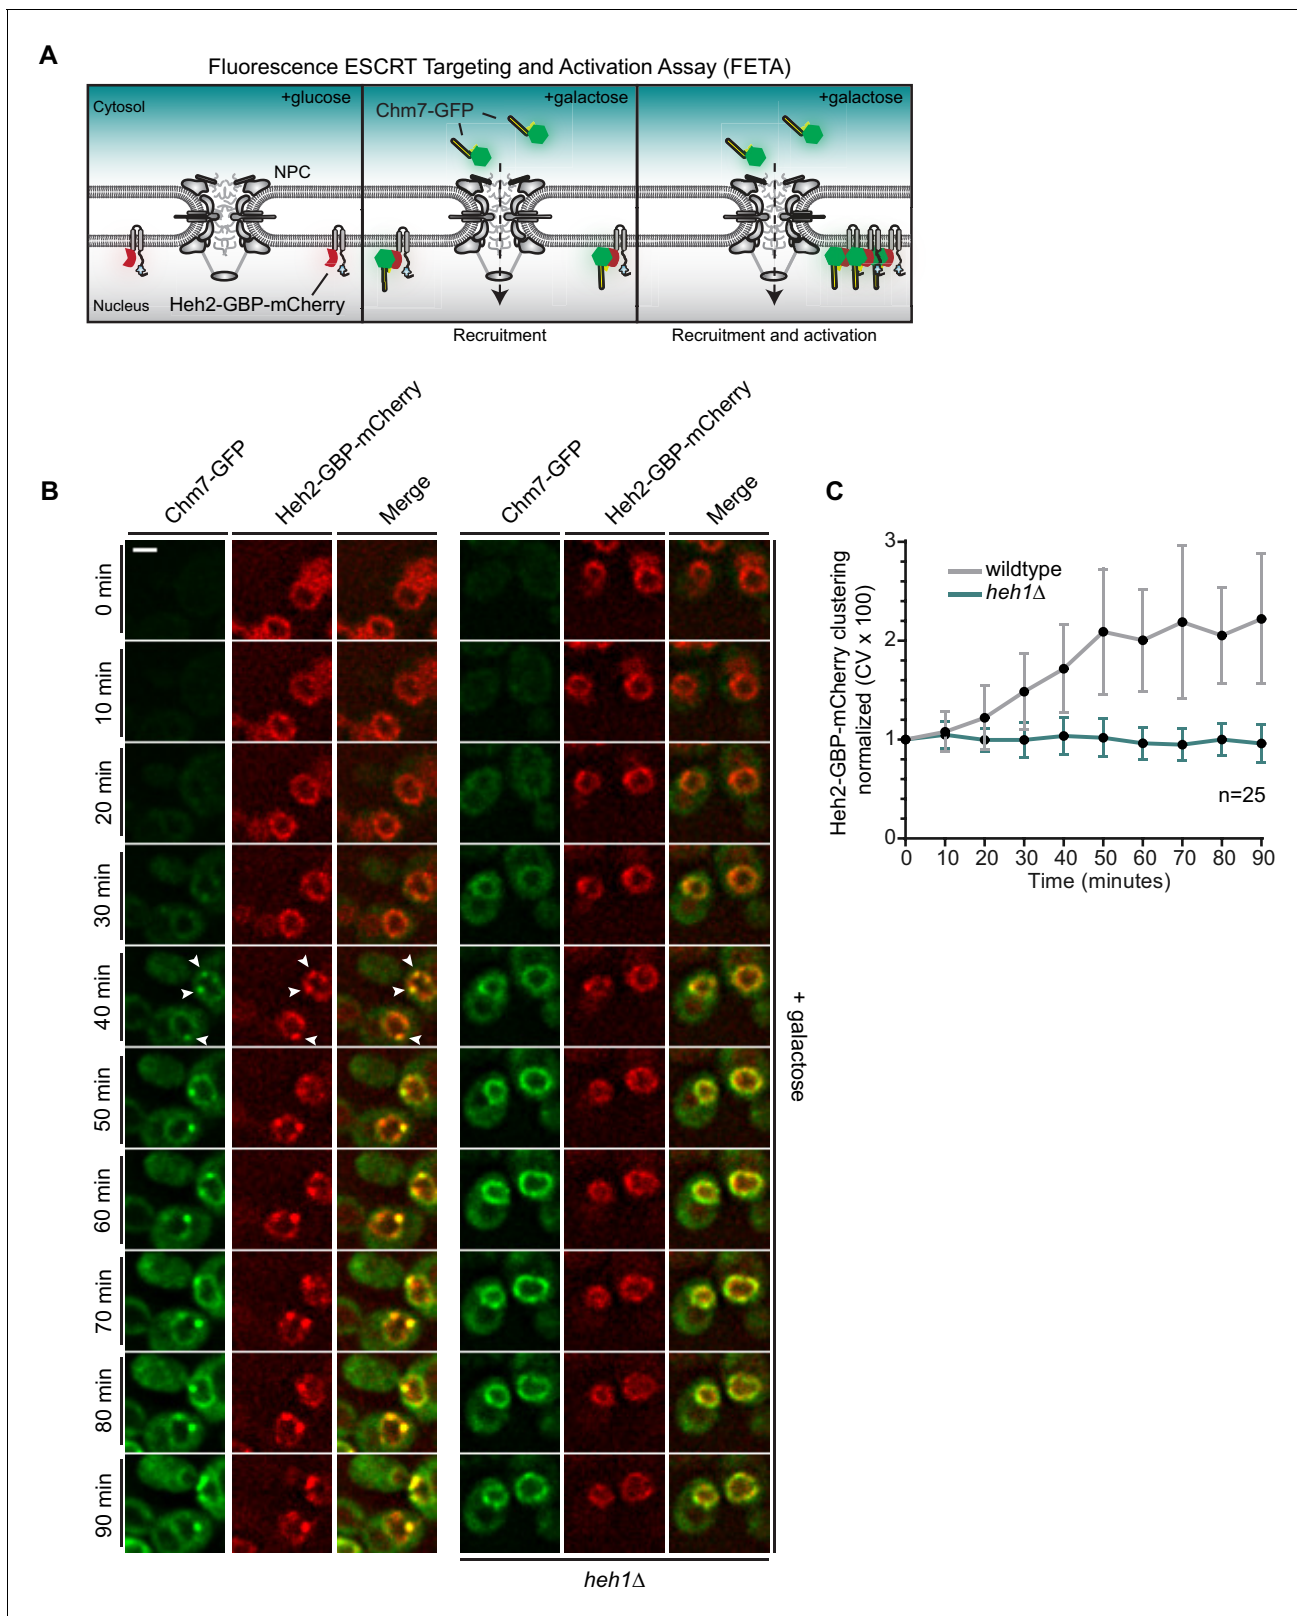 A
Fluorescence ESCRT Targeting and Activation Assay (FETA)
Cytosol
+glucose
Chm7-GFP
+galactose
+galactose
NPC
Nucleus
Heh2-GBP-mCherry
Recruitment
Recruitment and activation
B
Chm7-GFP
Heh2-GBP-mCherry
Merge
Chm7-GFP
Heh2-GBP-mCherry
Merge
0 min
10 min
20 min
30 min
40 min
50 min
60 min
70 min
80 min
90 min
+ galactose
heh1Δ
C
Heh2-GBP-mCherry clustering
normalized (CV x 100)
3
2
1
0
wildtype
heh1Δ
n=25
0 10 20 30 40 50 60 70 80 90
Time (minutes)